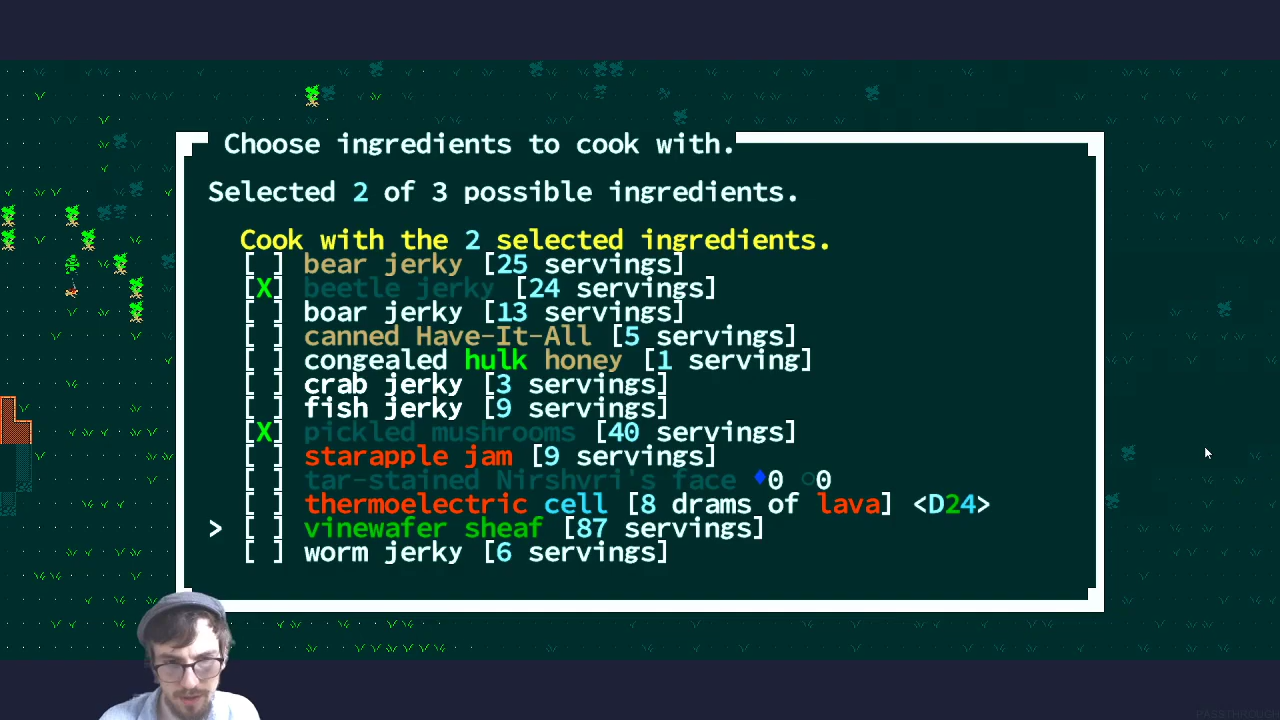 Choose ingredients to cook with.
Selected 2 of 3 possible ingredients.
Cook with the 2 selected ingredients.
[ ] bear jerky [25 servings]
[X] beetle jerky [24 servings]
[ ] boar jerky [13 servings]
[ ] canned Have-It-All [5 servings]
[ ] congealed hulk honey [1 serving]
[ ] crab jerky [3 servings]
[ ] fish jerky [9 servings]
[X] pickled mushrooms [40 servings]
[ ] starapple jam [9 servings]
[ ] tar-stained Nirshvri's face ♦0 ○0
[ ] thermoelectric cell [8 drams of lava] <D24>
> [ ] vinewafer sheaf [87 servings]
[ ] worm jerky [6 servings]